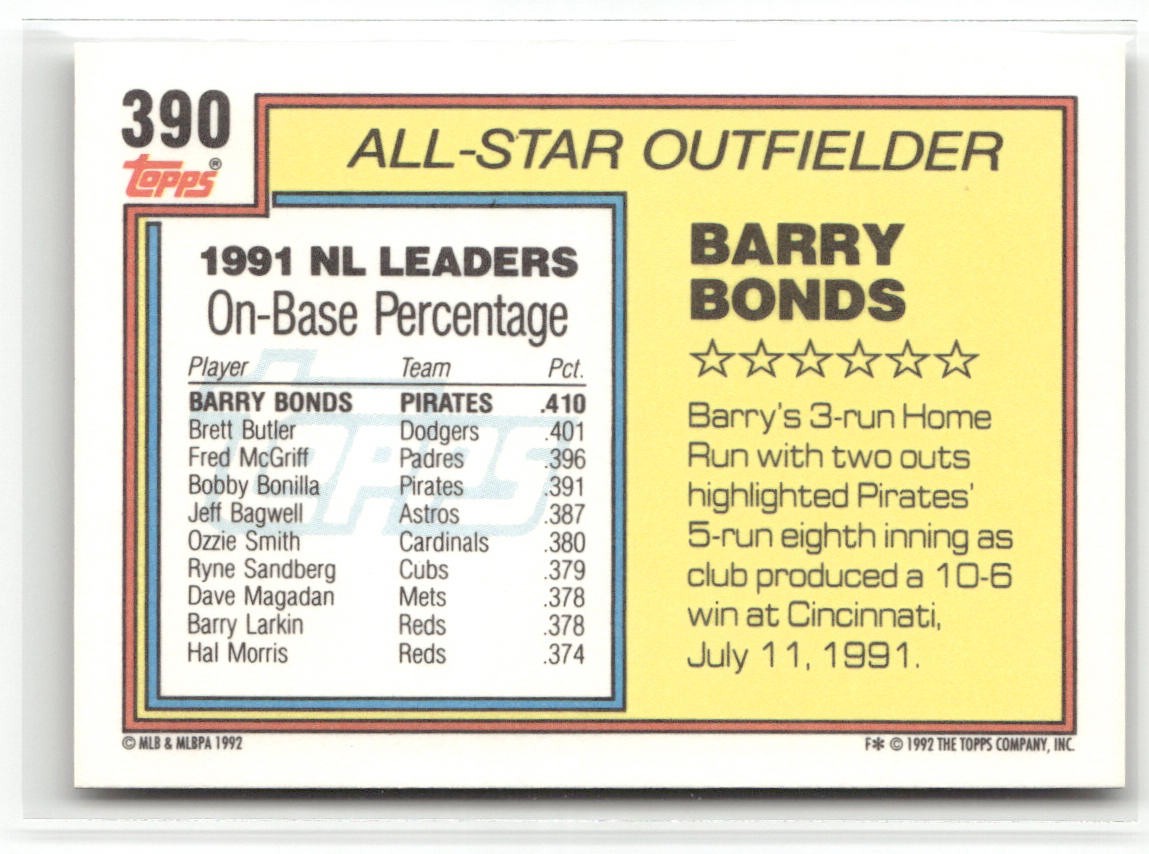 390
Topps®
ALL-STAR OUTFIELDER
1991 NL LEADERS
On-Base Percentage
Player Team Pct.
BARRY BONDS PIRATES .410
Brett Butler Dodgers .401
Fred McGriff Padres .396
Bobby Bonilla Pirates .391
Jeff Bagwell Astros .387
Ozzie Smith Cardinals .380
Ryne Sandberg Cubs .379
Dave Magadan Mets .378
Barry Larkin Reds .378
Hal Morris Reds .374
Topps
BARRY
BONDS
☆☆☆☆☆☆
Barry's 3-run Home
Run with two outs
highlighted Pirates'
5-run eighth inning as
club produced a 10-6
win at Cincinnati,
July 11, 1991.
© MLB & MLBPA 1992
F✻ © 1992 THE TOPPS COMPANY, INC.